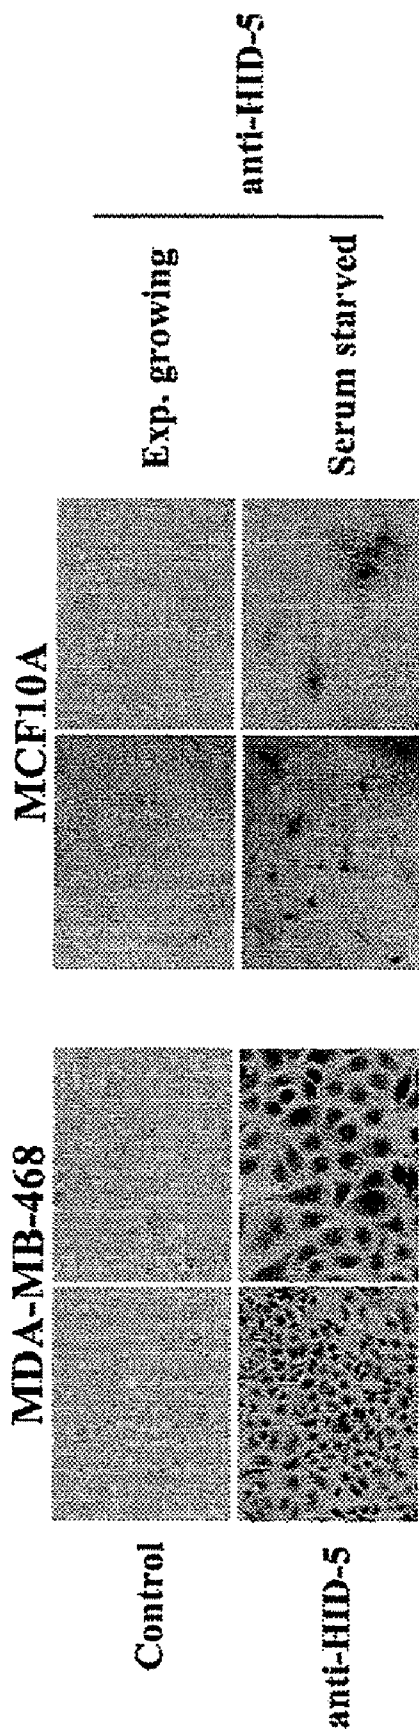 MDA-MB-468
MCF10A
Control
Exp. growing
anti-HID-5
Serum starved
anti-HID-5